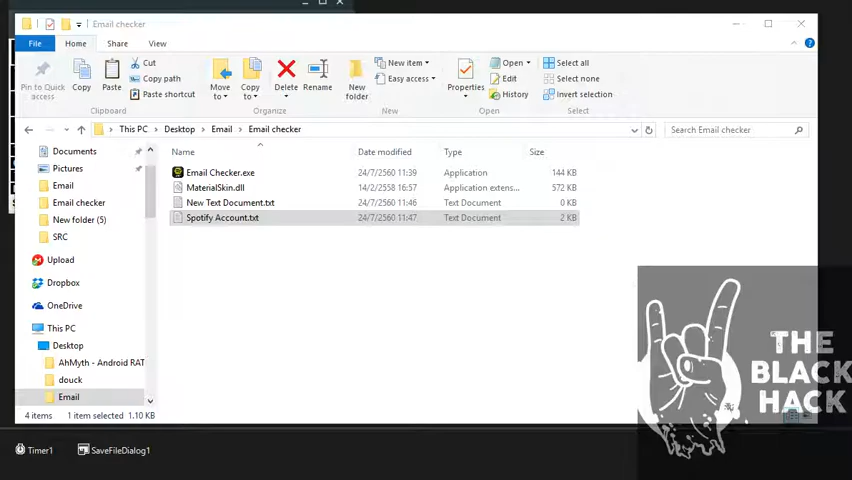 Email checker
File Home Share View
Pin to Quick access
Copy
Paste
Cut
Copy path
Paste shortcut
Clipboard
Move to
Copy to
Delete
Rename
Organize
New folder
New item
Easy access
New
Properties
Open
Edit
History
Open
Select all
Select none
Invert selection
Select
This PC Desktop Email Email checker
Search Email checker
Documents
Pictures
Email
Email checker
New folder (5)
SRC
Upload
Dropbox
OneDrive
This PC
Desktop
AhMyth - Android RAT
douck
Email
Name Date modified Type Size
Email Checker.exe 24/7/2560 11:39 Application 144 KB
MaterialSkin.dll 14/2/2558 16:57 Application extens... 572 KB
New Text Document.txt 24/7/2560 11:46 Text Document 0 KB
Spotify Account.txt 24/7/2560 11:47 Text Document 2 KB
4 items 1 item selected 1.10 KB
Timer1 SaveFileDialog1
THE
BLACK
HACK